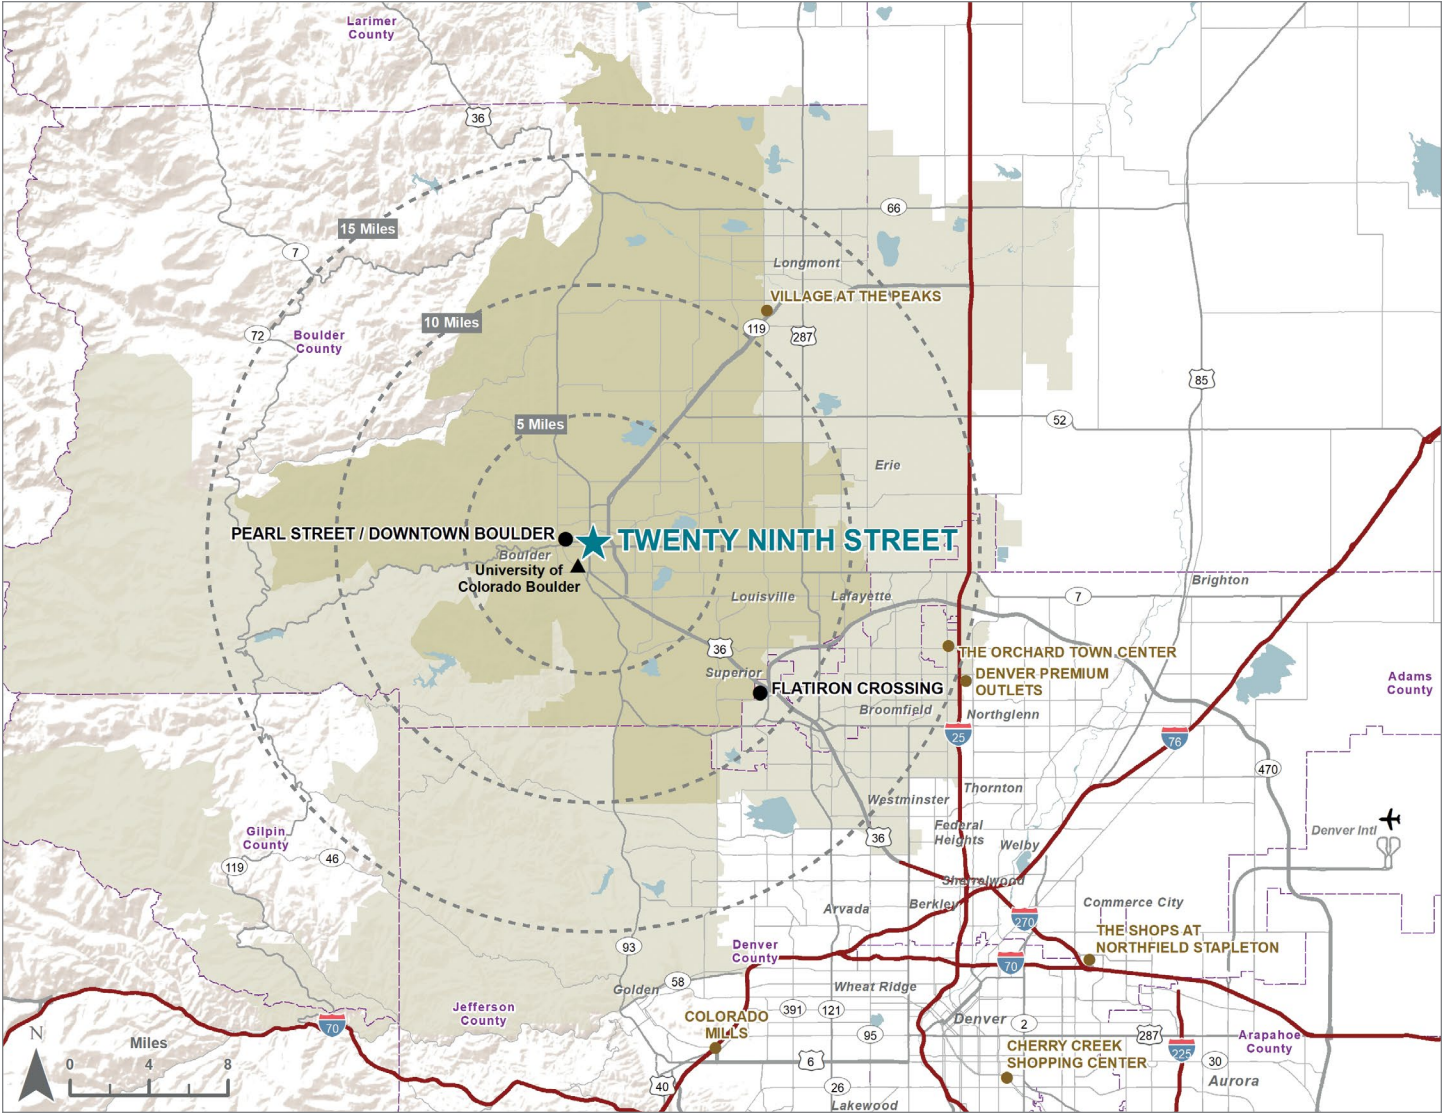 Larimer
County
36
15 Miles
66
7
Longmont
VILLAGE AT THE PEAKS
10 Miles
119
287
72
Boulder
County
85
5 Miles
52
Erie
PEARL STREET / DOWNTOWN BOULDER
TWENTY NINTH STREET
Boulder
University of
Colorado Boulder
Brighton
Louisville
Lafayette
7
36
THE ORCHARD TOWN CENTER
Superior
DENVER PREMIUM
OUTLETS
FLATIRON CROSSING
Adams
County
Broomfield
Northglenn
25
76
470
Thornton
Westminster
Federal
Heights
Gilpin
County
36
Welby
Denver Intl
119
46
Sherrelwood
Berkley
Arvada
Commerce City
270
THE SHOPS AT
NORTHFIELD STAPLETON
93
Denver
County
70
58
Golden
Wheat Ridge
Jefferson
County
391
121
COLORADO
MILLS
Denver
2
70
N
Miles
0 4 8
95
287
Arapahoe
County
CHERRY CREEK
SHOPPING CENTER
225
6
30
40
26
Aurora
Lakewood